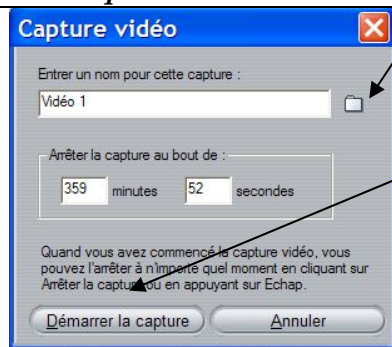 Capture vidéo
Entrer un nom pour cette capture :
Vidéo 1
Arrêter la capture au bout de :
359 minutes 52 secondes
Quand vous avez commencé la capture vidéo, vous
pouvez l'arrêter à n'importe quel moment en cliquant sur
Arrêter la capture ou en appuyant sur Echap.
Démarrer la capture Annuler